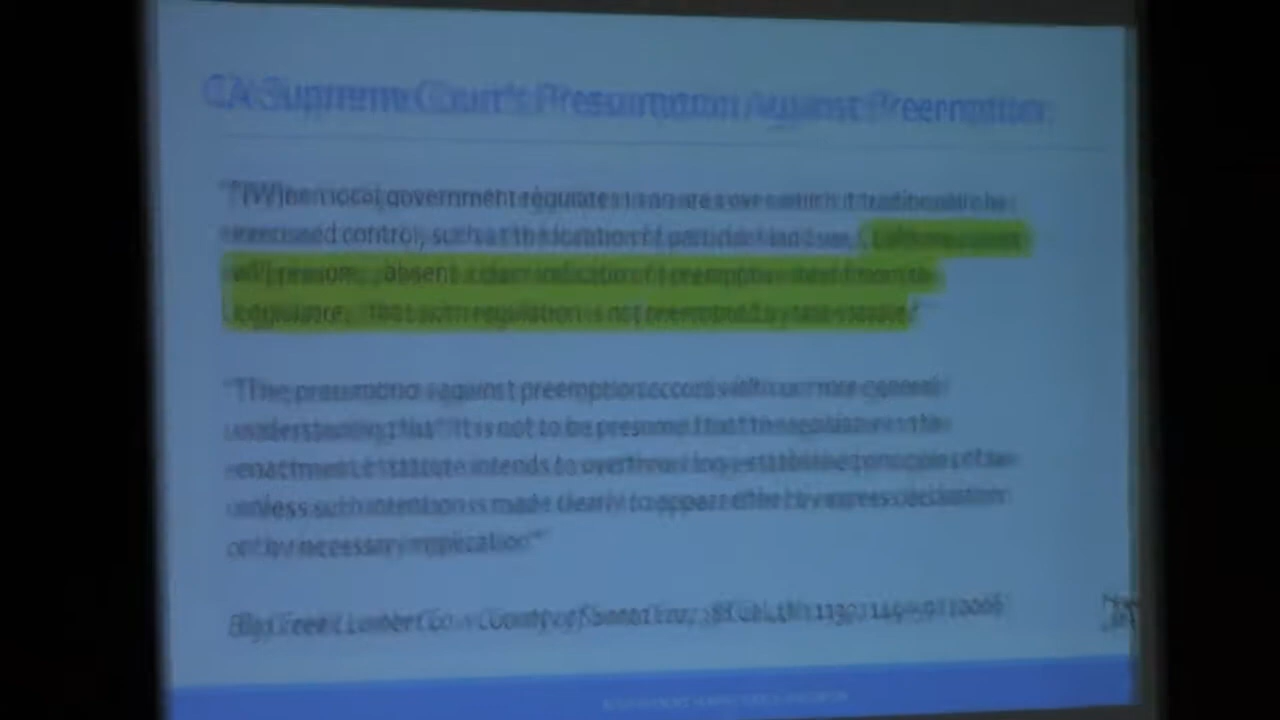 CA Supreme Court's Presumption Against Preemption
"[W]hen local government regulates in an area over which it traditionally has
exercised control, such as the location of particular land uses, California courts
will presume, absent a clear indication of preemptive intent from the
Legislature, that such regulation is not preempted by state statute."
"The presumption against preemption accords with our more general
understanding that "it is not to be presumed that the legislature in the
enactment of statutes intends to overthrow long-established principles of law
unless such intention is made clearly to appear either by express declaration
or by necessary implication""
Big Creek Lumber Co. v. County of Santa Cruz, 38 Cal. 4th 1139, 1149 (2006)